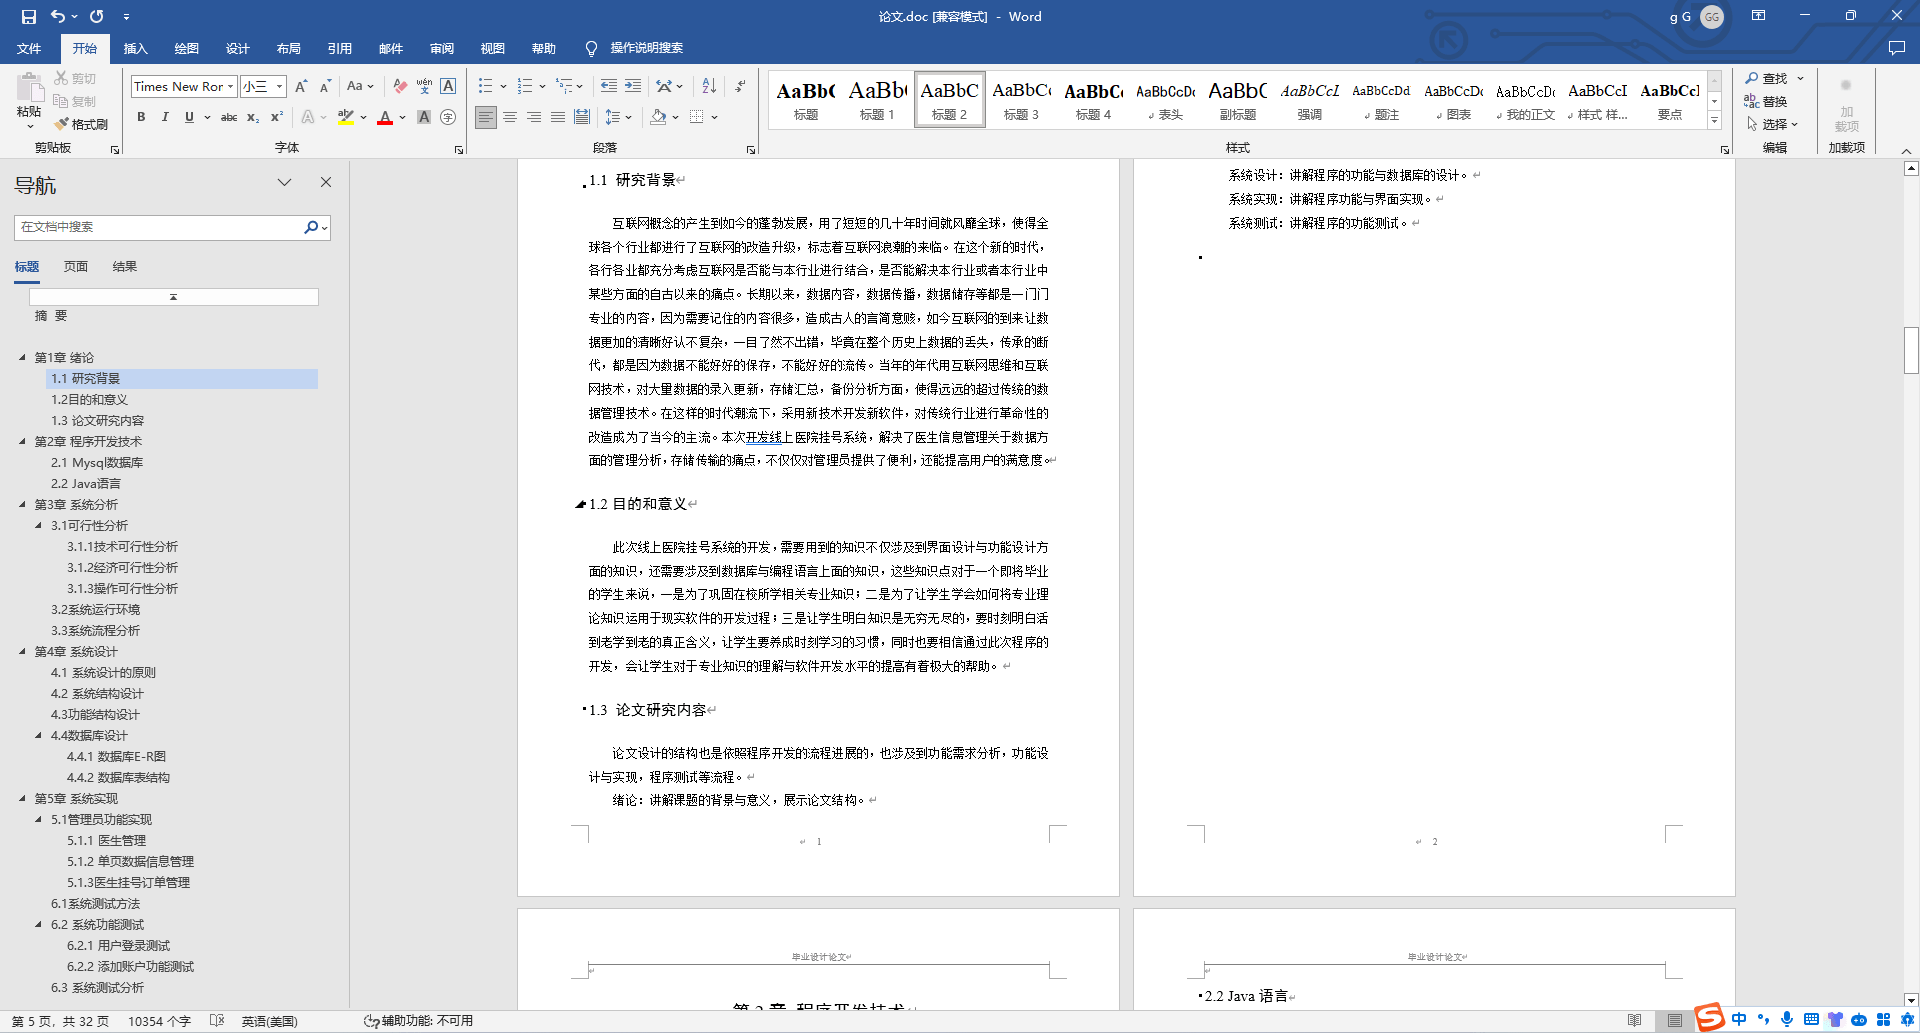 论文.doc [兼容模式] - Word
g G
GG
文件 开始 插入 绘图 设计 布局 引用 邮件 审阅 视图 帮助 操作说明搜索
粘贴
剪切
复制
格式刷
剪贴板
Times New Ror 小三
Aa
wén
文
A
B I U abc x₂ x² A A A 字
字体
段落
AaBb( 标题
AaBb( 标题 1
AaBbC 标题 2
AaBbC( 标题 3
AaBbC( 标题 4
AaBbCcDc 表头
AaBbC 副标题
AaBbCcL 强调
AaBbCcDd. 题注
AaBbCcDc 图表
AaBbCcDc 我的正文
AaBbCcI 样式 样...
AaBbCcl 要点
样式
查找
替换
选择
编辑
加
载项
加载项
导航
在文档中搜索
标题 页面 结果
摘 要
第1章 绪论
1.1 研究背景
1.2目的和意义
1.3 论文研究内容
第2章 程序开发技术
2.1 Mysql数据库
2.2 Java语言
第3章 系统分析
3.1可行性分析
3.1.1技术可行性分析
3.1.2经济可行性分析
3.1.3操作可行性分析
3.2系统运行环境
3.3系统流程分析
第4章 系统设计
4.1 系统设计的原则
4.2 系统结构设计
4.3功能结构设计
4.4数据库设计
4.4.1 数据库E-R图
4.4.2 数据库表结构
第5章 系统实现
5.1管理员功能实现
5.1.1 医生管理
5.1.2 单页数据信息管理
5.1.3医生挂号订单管理
6.1系统测试方法
6.2 系统功能测试
6.2.1 用户登录测试
6.2.2 添加账户功能测试
6.3 系统测试分析
1.1 研究背景
互联网概念的产生到如今的蓬勃发展，用了短短的几十年时间就风靡全球，使得全
球各个行业都进行了互联网的改造升级，标志着互联网浪潮的来临。在这个新的时代，
各行各业都充分考虑互联网是否能与本行业进行结合，是否能解决本行业或者本行业中
某些方面的自古以来的痛点。长期以来，数据内容，数据传播，数据储存等都是一门门
专业的内容，因为需要记住的内容很多，造成古人的言简意赅，如今互联网的到来让数
据更加的清晰好认不复杂，一目了然不出错，毕竟在整个历史上数据的丢失，传承的断
代，都是因为数据不能好好的保存，不能好好的流传。当年的年代用互联网思维和互联
网技术，对大量数据的录入更新，存储汇总，备份分析方面，使得远远的超过传统的数
据管理技术。在这样的时代潮流下，采用新技术开发新软件，对传统行业进行革命性的
改造成为了当今的主流。本次开发线上医院挂号系统，解决了医生信息管理关于数据方
面的管理分析，存储传输的痛点，不仅仅对管理员提供了便利，还能提高用户的满意度。
1.2 目的和意义
此次线上医院挂号系统的开发，需要用到的知识不仅涉及到界面设计与功能设计方
面的知识，还需要涉及到数据库与编程语言上面的知识，这些知识点对于一个即将毕业
的学生来说，一是为了巩固在校所学相关专业知识；二是为了让学生学会如何将专业理
论知识运用于现实软件的开发过程；三是让学生明白知识是无穷无尽的，要时刻明白活
到老学到老的真正含义，让学生要养成时刻学习的习惯，同时也要相信通过此次程序的
开发，会让学生对于专业知识的理解与软件开发水平的提高有着极大的帮助。
1.3 论文研究内容
论文设计的结构也是依照程序开发的流程进展的，也涉及到功能需求分析，功能设
计与实现，程序测试等流程。
绪论：讲解课题的背景与意义，展示论文结构。
1
系统设计：讲解程序的功能与数据库的设计。
系统实现：讲解程序功能与界面实现。
系统测试：讲解程序的功能测试。
2
毕业设计论文
第 2 章 程序开发技术
毕业设计论文
2.2 Java 语言
第 5 页，共 32 页 10354 个字 英语(美国) 辅助功能: 不可用
中